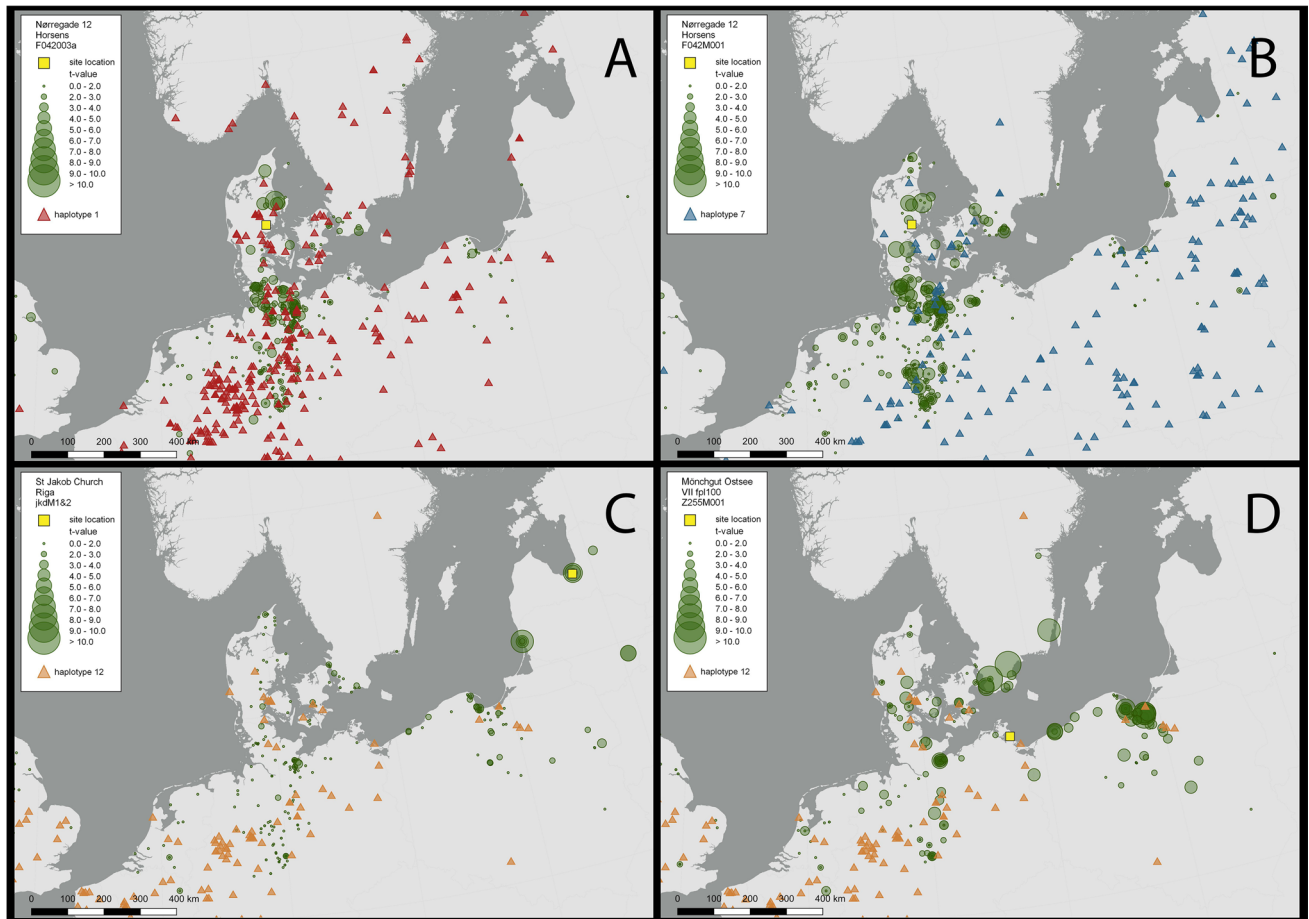 Nørregade 12
Horsens
F042003a
site location
t-value
0.0 - 2.0
2.0 - 3.0
3.0 - 4.0
4.0 - 5.0
5.0 - 6.0
6.0 - 7.0
7.0 - 8.0
8.0 - 9.0
9.0 - 10.0
> 10.0
haplotype 1
A
0 100 200 300 400 km
Nørregade 12
Horsens
F042M001
site location
t-value
0.0 - 2.0
2.0 - 3.0
3.0 - 4.0
4.0 - 5.0
5.0 - 6.0
6.0 - 7.0
7.0 - 8.0
8.0 - 9.0
9.0 - 10.0
> 10.0
haplotype 7
B
0 100 200 300 400 km
St Jakob Church
Riga
jkdM1&2
site location
t-value
0.0 - 2.0
2.0 - 3.0
3.0 - 4.0
4.0 - 5.0
5.0 - 6.0
6.0 - 7.0
7.0 - 8.0
8.0 - 9.0
9.0 - 10.0
> 10.0
haplotype 12
C
0 100 200 300 400 km
Mönchgut Ostsee
VII fpl100
Z255M001
site location
t-value
0.0 - 2.0
2.0 - 3.0
3.0 - 4.0
4.0 - 5.0
5.0 - 6.0
6.0 - 7.0
7.0 - 8.0
8.0 - 9.0
9.0 - 10.0
> 10.0
haplotype 12
D
0 100 200 300 400 km